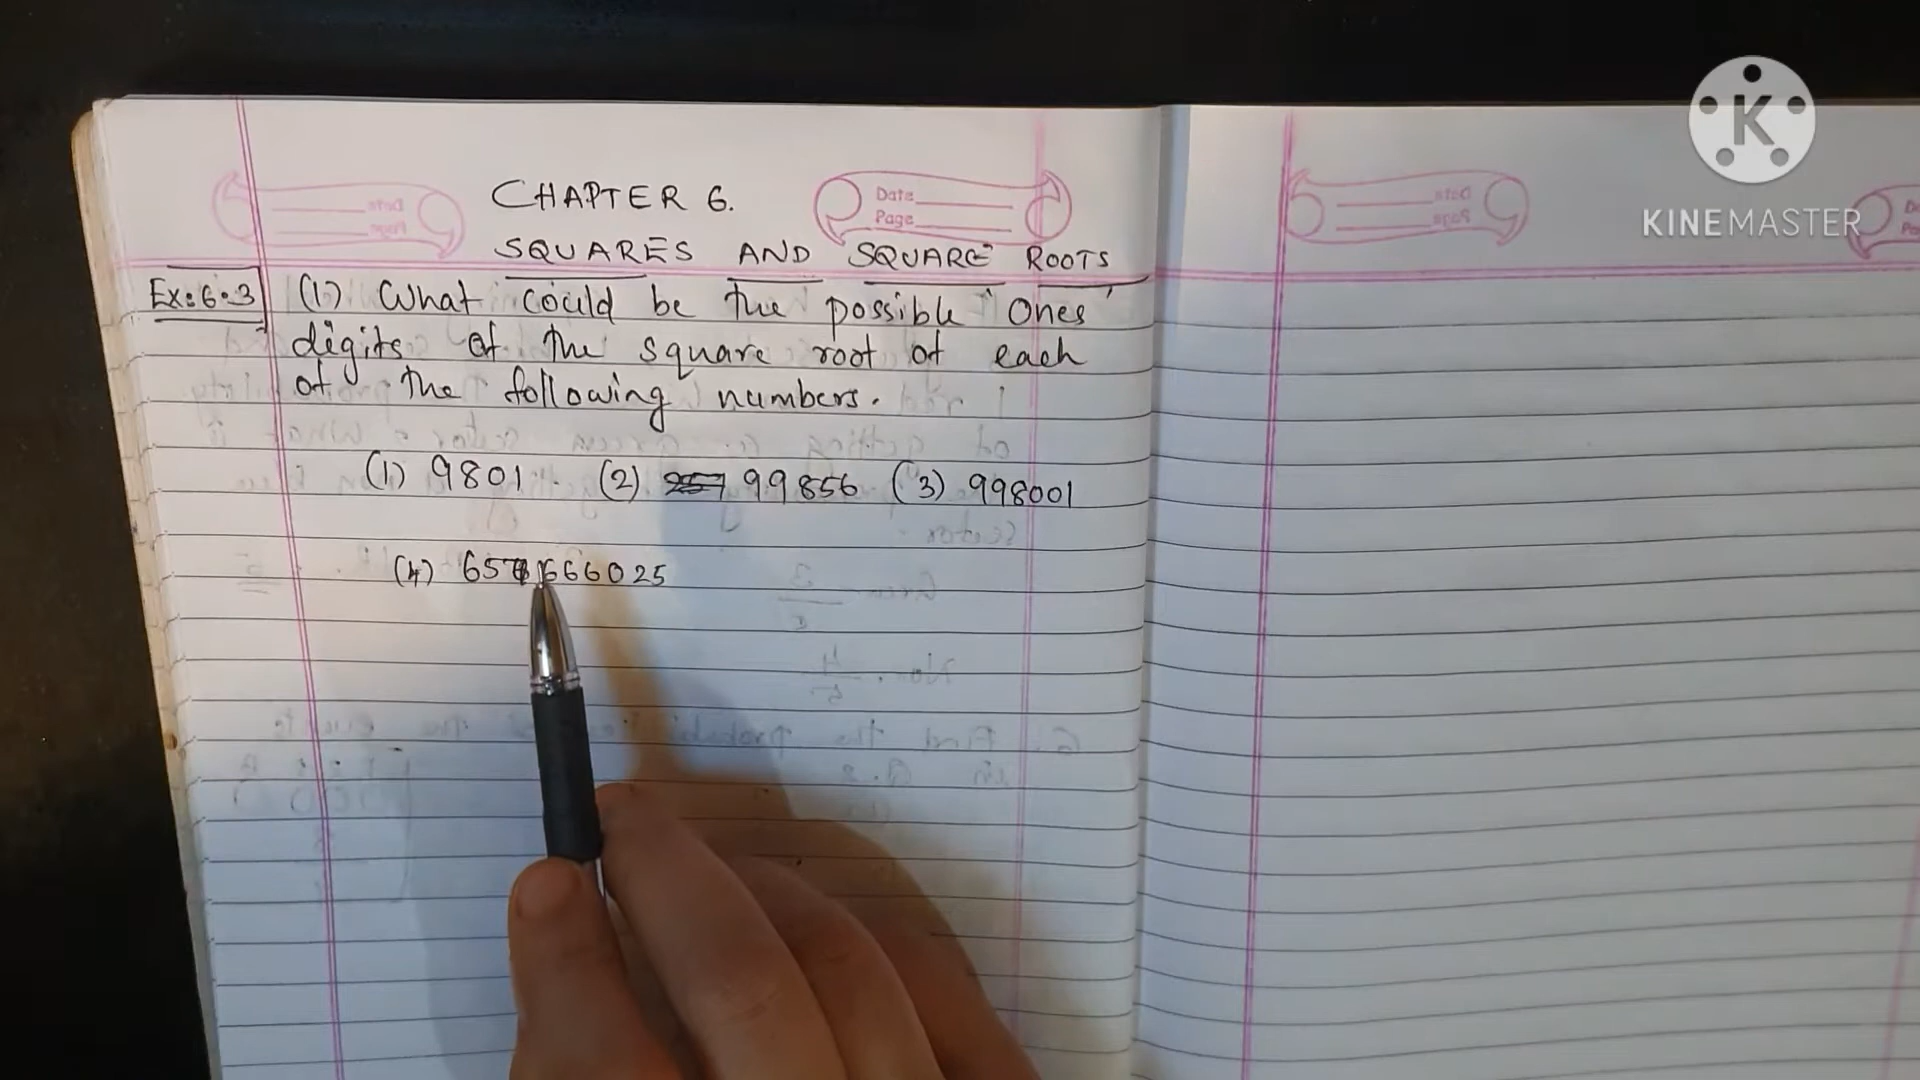 CHAPTER 6.
SQUARES AND SQUARE ROOTS
Date
Page
Ex:6.3 (1) What could be the possible 'Ones'
digits of the square root of each
of the following numbers.
(1) 9801. (2) 99856 (3) 998001
(4) 657666025
KINEMASTER